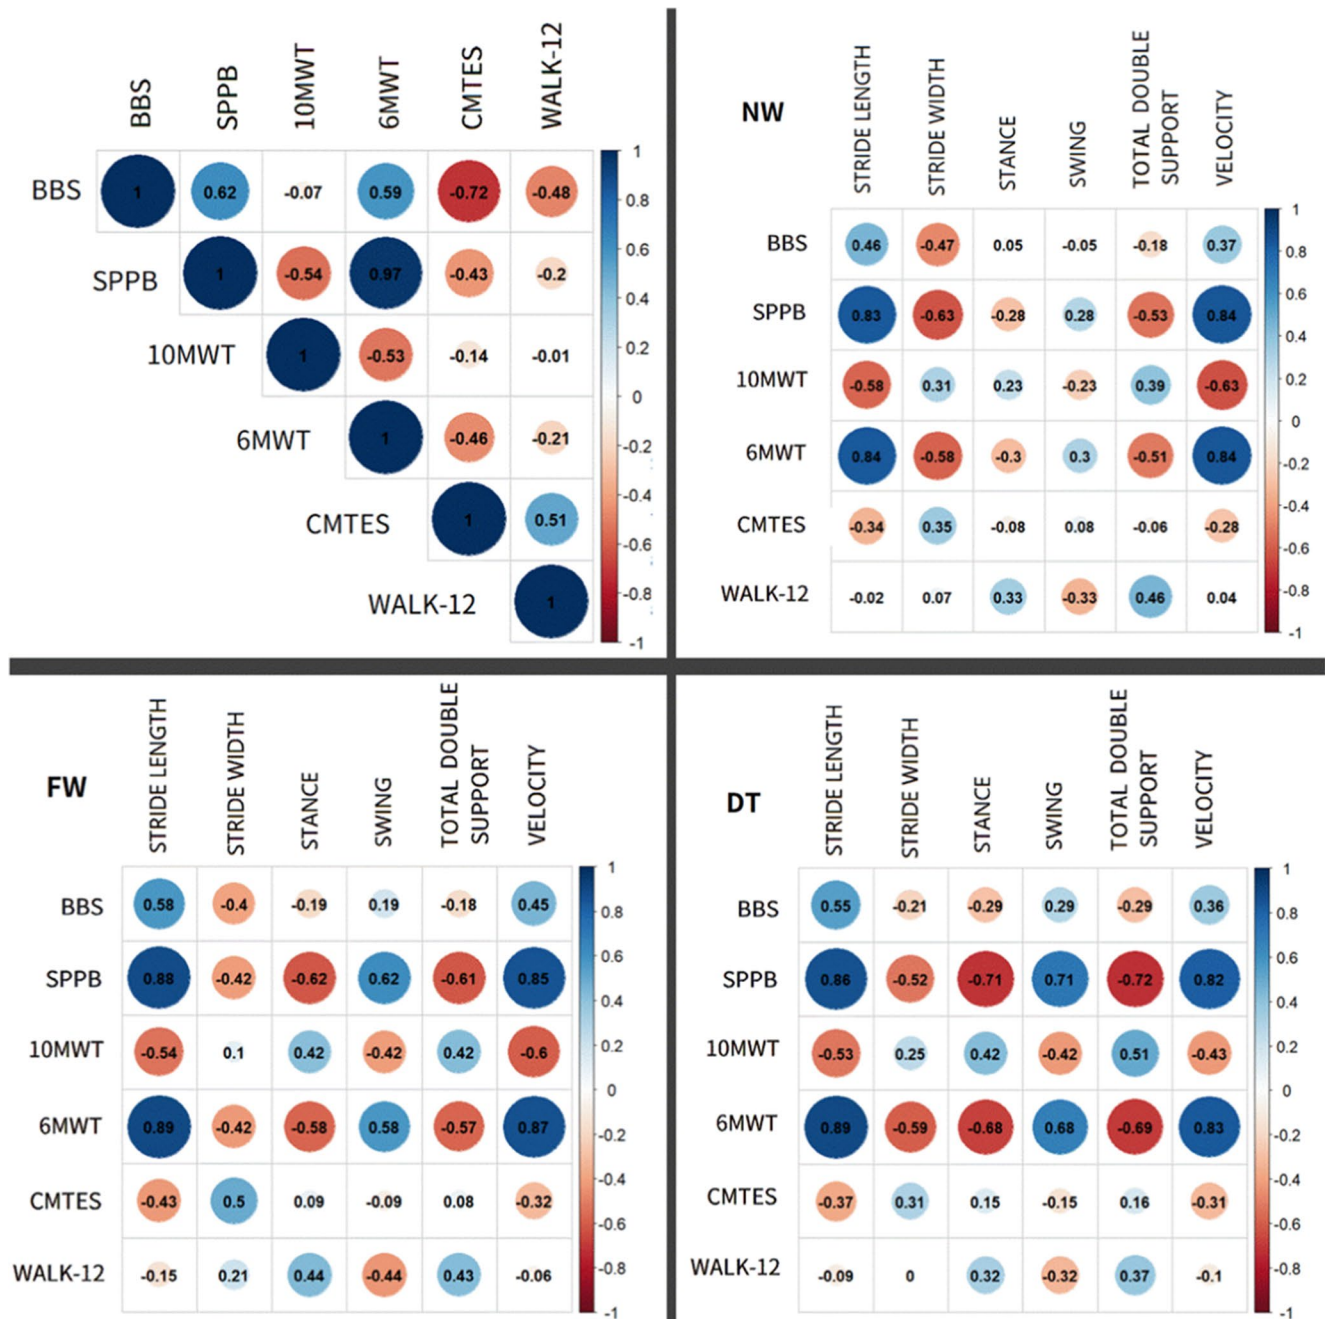 BBS SPPB 10MWT 6MWT CMTES WALK-12
BBS 1 0.62 -0.07 0.59 -0.72 -0.48
SPPB 1 -0.54 0.97 -0.43 -0.2
10MWT 1 -0.53 -0.14 -0.01
6MWT 1 -0.46 -0.21
CMTES 1 0.51
WALK-12 1
1
0.8
0.6
0.4
0.2
0
-0.2
-0.4
-0.6
-0.8
-1
NW
STRIDE LENGTH STRIDE WIDTH STANCE SWING TOTAL DOUBLE SUPPORT VELOCITY
BBS 0.46 -0.47 0.05 -0.05 -0.18 0.37
SPPB 0.83 -0.63 -0.28 0.28 -0.53 0.84
10MWT -0.58 0.31 0.23 -0.23 0.39 -0.63
6MWT 0.84 -0.58 -0.3 0.3 -0.51 0.84
CMTES -0.34 0.35 -0.08 0.08 -0.06 -0.28
WALK-12 -0.02 0.07 0.33 -0.33 0.46 0.04
1
0.8
0.6
0.4
0.2
0
-0.2
-0.4
-0.6
-0.8
-1
FW
STRIDE LENGTH STRIDE WIDTH STANCE SWING TOTAL DOUBLE SUPPORT VELOCITY
BBS 0.58 -0.4 -0.19 0.19 -0.18 0.45
SPPB 0.88 -0.42 -0.62 0.62 -0.61 0.85
10MWT -0.54 0.1 0.42 -0.42 0.42 -0.6
6MWT 0.89 -0.42 -0.58 0.58 -0.57 0.87
CMTES -0.43 0.5 0.09 -0.09 0.08 -0.32
WALK-12 -0.15 0.21 0.44 -0.44 0.43 -0.06
1
0.8
0.6
0.4
0.2
0
-0.2
-0.4
-0.6
-0.8
-1
DT
STRIDE LENGTH STRIDE WIDTH STANCE SWING TOTAL DOUBLE SUPPORT VELOCITY
BBS 0.55 -0.21 -0.29 0.29 -0.29 0.36
SPPB 0.86 -0.52 -0.71 0.71 -0.72 0.82
10MWT -0.53 0.25 0.42 -0.42 0.51 -0.43
6MWT 0.89 -0.59 -0.68 0.68 -0.69 0.83
CMTES -0.37 0.31 0.15 -0.15 0.16 -0.31
WALK-12 -0.09 0 0.32 -0.32 0.37 -0.1
1
0.8
0.6
0.4
0.2
0
-0.2
-0.4
-0.6
-0.8
-1